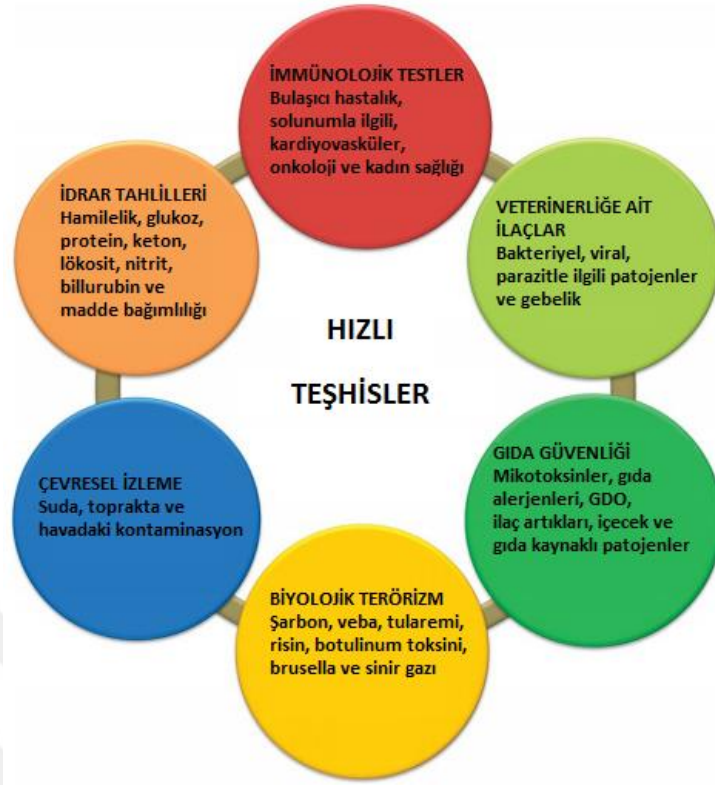 İMMÜNOLOJİK TESTLER
Bulaşıcı hastalık,
solunumla ilgili,
kardiyovasküler,
onkoloji ve kadın sağlığı
VETERİNERLİĞE AİT
İLAÇLAR
Bakteriyel, viral,
parazitle ilgili patojenler
ve gebelik
GIDA GÜVENLİĞİ
Mikotoksinler, gıda
alerjenleri, GDO,
ilaç artıkları, içecek ve
gıda kaynaklı patojenler
BİYOLOJİK TERÖRİZM
Şarbon, veba, tularemi,
risin, botulinum toksini,
brusella ve sinir gazı
ÇEVRESEL İZLEME
Suda, toprakta ve
havadaki kontaminasyon
İDRAR TAHLİLLERİ
Hamilelik, glukoz,
protein, keton,
lökosit, nitrit,
billurubin ve
madde bağımlılığı
HIZLI
TEŞHİSLER